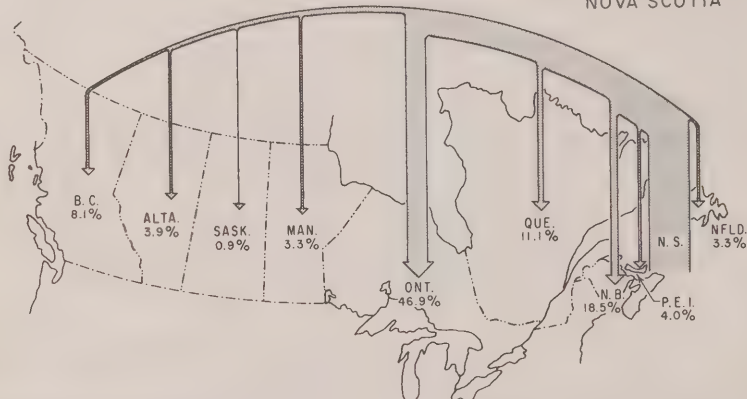 NOVA SCOTIA
B.C.
8.1%
ALTA.
3.9%
SASK.
0.9%
MAN.
3.3%
ONT.
46.9%
QUE.
11.1%
N.B.
18.5%
P.E.I.
4.0%
N.S.
NFLD.
3.3%